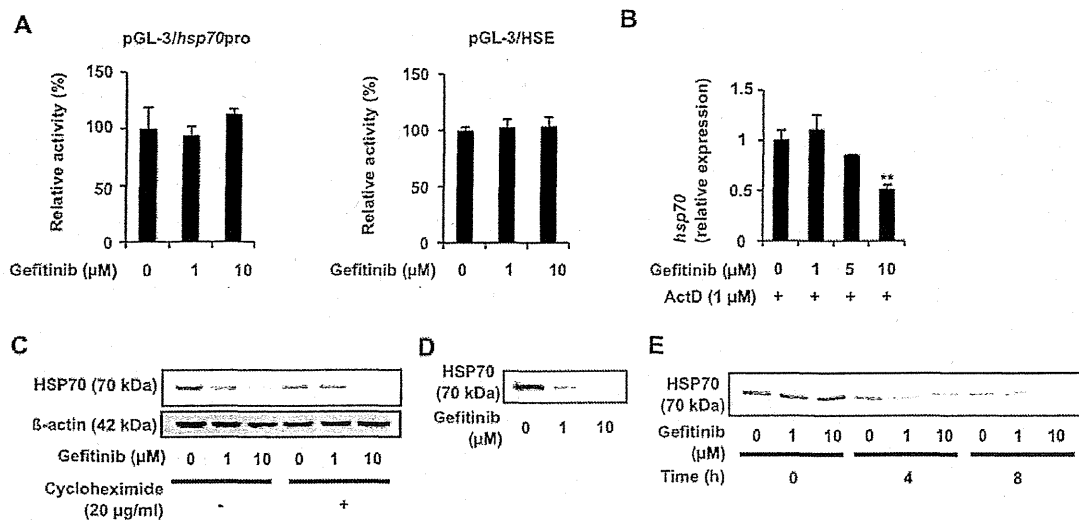 A
pGL-3/hsp70pro
Relative activity (%)
150
100
50
0
Gefitinib (µM) 0 1 10
pGL-3/HSE
Relative activity (%)
150
100
50
0
Gefitinib (µM) 0 1 10
B
hsp70
(relative expression)
1.5
1
0.5
0
**
Gefitinib (µM) 0 1 5 10
ActD (1 µM) + + + +
C
HSP70 (70 kDa)
ß-actin (42 kDa)
Gefitinib (µM) 0 1 10 0 1 10
Cycloheximide
(20 µg/ml) - +
D
HSP70
(70 kDa)
Gefitinib 0 1 10
(µM)
E
HSP70
(70 kDa)
Gefitinib 0 1 10 0 1 10 0 1 10
(µM)
Time (h) 0 4 8